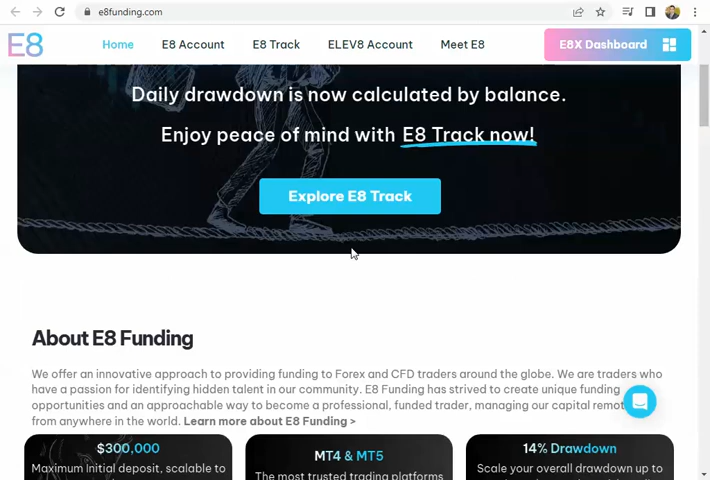 e8funding.com
E8
Home
E8 Account
E8 Track
ELEV8 Account
Meet E8
E8X Dashboard
Daily drawdown is now calculated by balance.
Enjoy peace of mind with E8 Track now!
Explore E8 Track
About E8 Funding
We offer an innovative approach to providing funding to Forex and CFD traders around the globe. We are traders who
have a passion for identifying hidden talent in our community. E8 Funding has strived to create unique funding
opportunities and an approachable way to become a professional, funded trader, managing our capital remot
from anywhere in the world. Learn more about E8 Funding >
$300,000
Maximum initial deposit, scalable to
MT4 & MT5
The most trusted trading platforms
14% Drawdown
Scale your overall drawdown up to